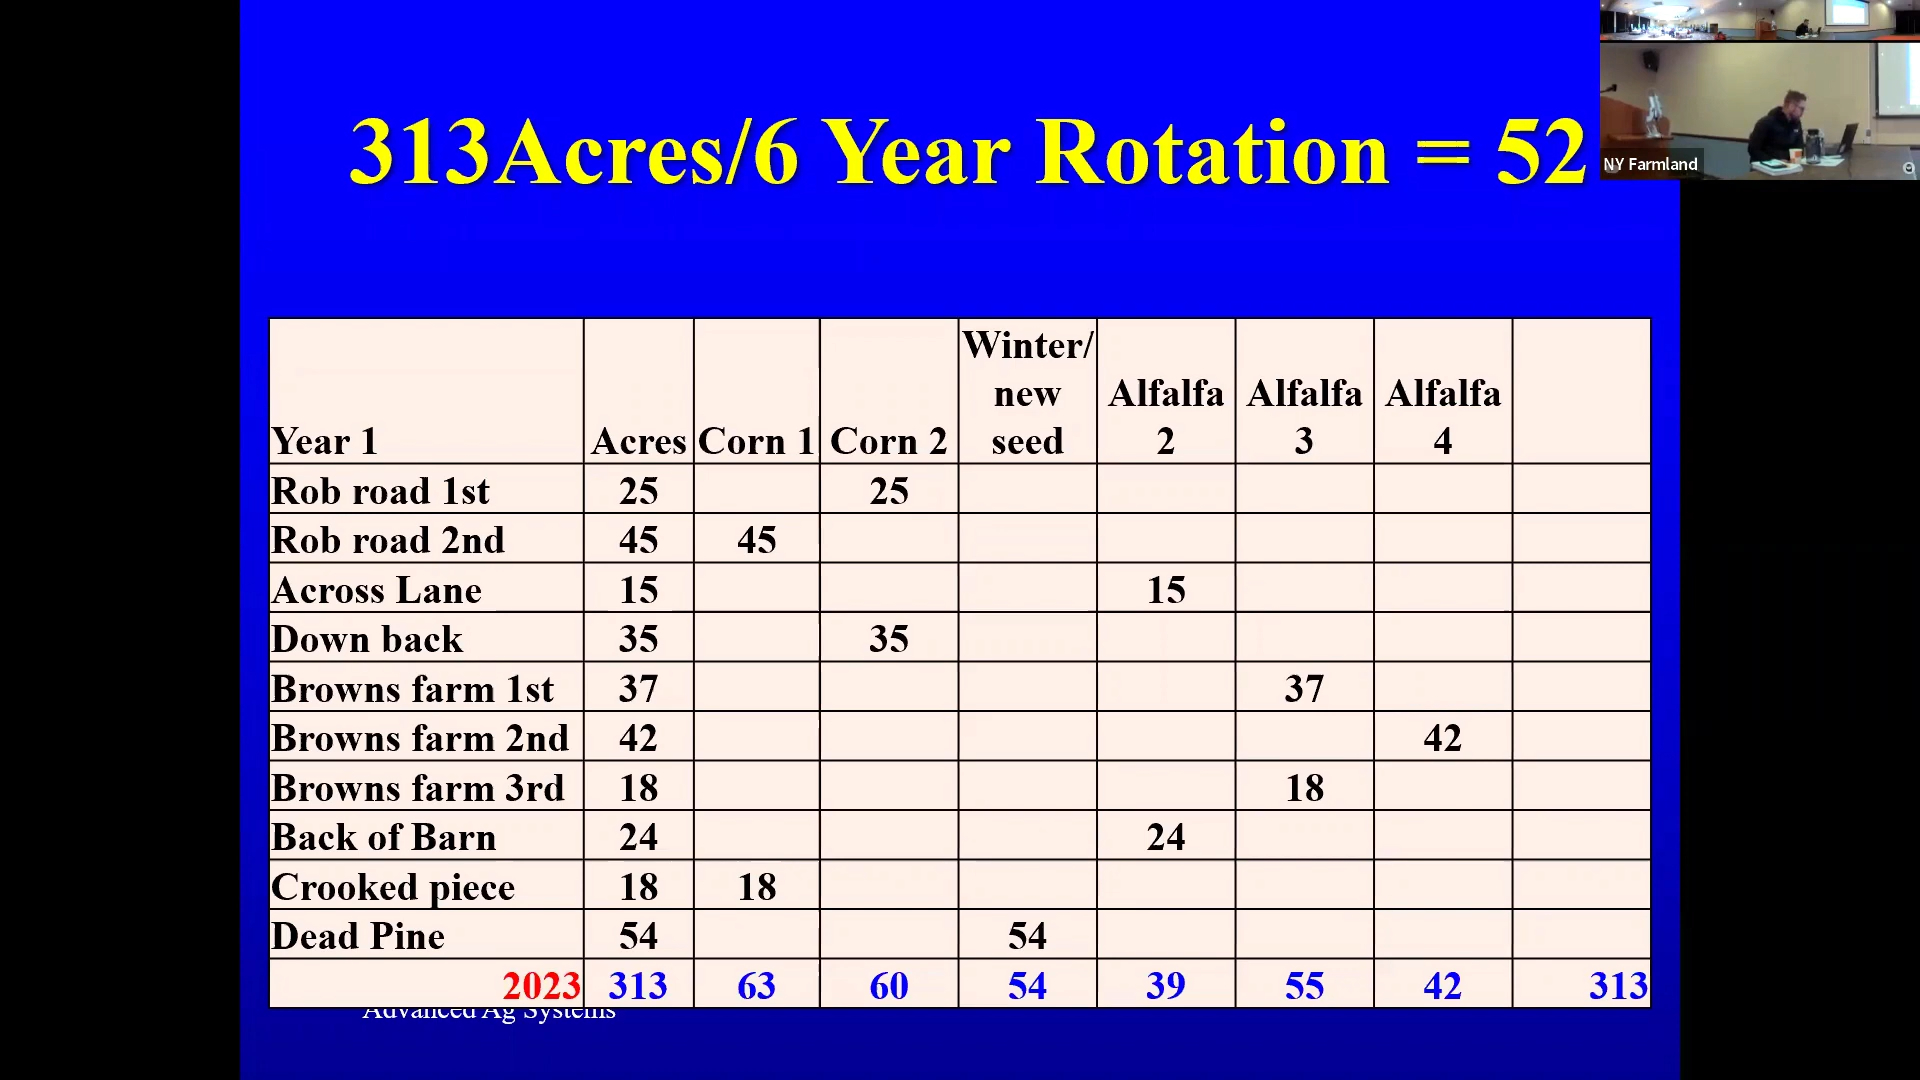 313Acres/6 Year Rotation = 52
NY Farmland
Year 1 Acres Corn 1 Corn 2 Winter/ new seed Alfalfa 2 Alfalfa 3 Alfalfa 4
Rob road 1st 25 25
Rob road 2nd 45 45
Across Lane 15 15
Down back 35 35
Browns farm 1st 37 37
Browns farm 2nd 42 42
Browns farm 3rd 18 18
Back of Barn 24 24
Crooked piece 18 18
Dead Pine 54 54
2023 313 63 60 54 39 55 42 313
Advanced Ag Systems